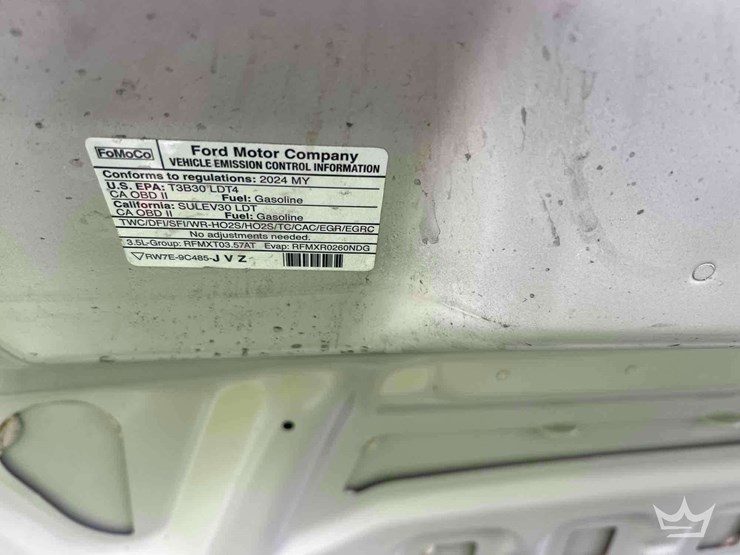 FoMoCo
Ford Motor Company
VEHICLE EMISSION CONTROL INFORMATION
Conforms to regulations: 2024 MY
U.S. EPA: T3B30 LDT4
CA OBD II Fuel: Gasoline
California: SULEV30 LDT
CA OBD II Fuel: Gasoline
TWC/DFI/SFI/WR-HO2S/HO2S/TC/CAC/EGR/EGRC
No adjustments needed.
3.5L-Group: RFMXT03.57AT Evap: RFMXR0260NDG
RW7E-9C485-J V Z